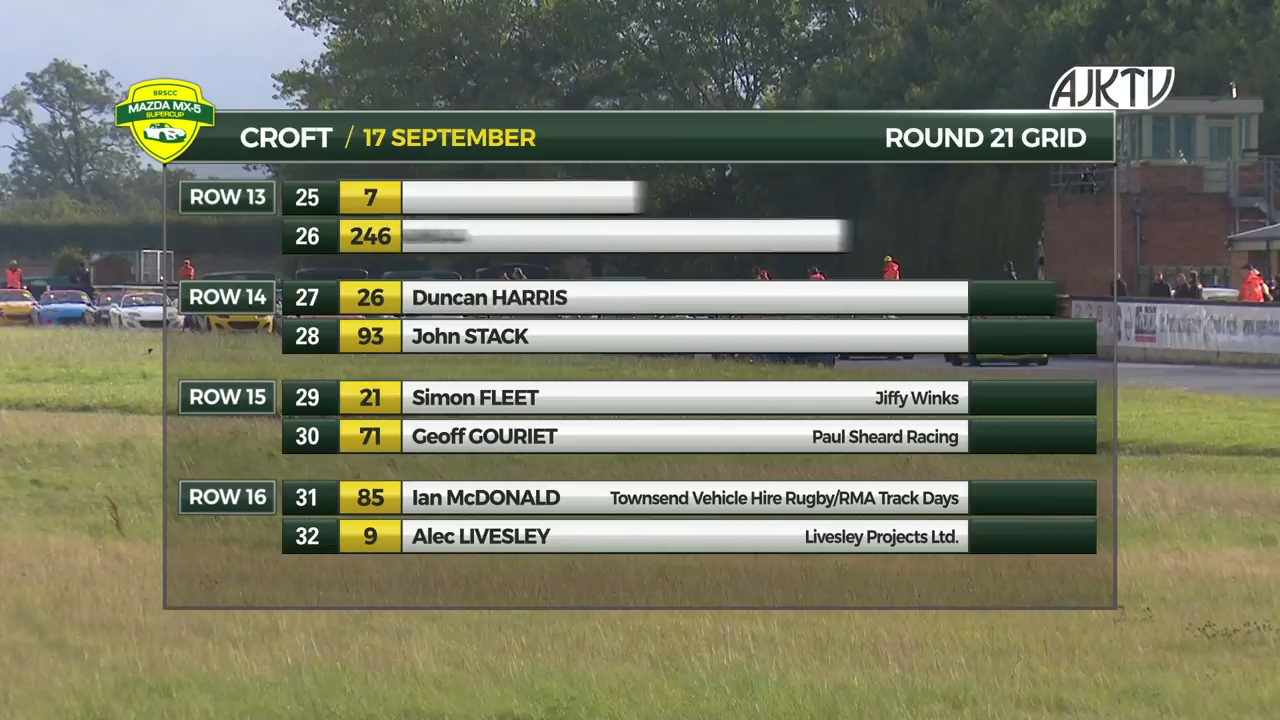 AJKTV
BRSCC
MAZDA MX-5
SUPERCUP
CROFT / 17 SEPTEMBER
ROUND 21 GRID
ROW 13 25 7
26 246
ROW 14 27 26 Duncan HARRIS
28 93 John STACK
ROW 15 29 21 Simon FLEET Jiffy Winks
30 71 Geoff GOURIET Paul Sheard Racing
ROW 16 31 85 Ian McDONALD Townsend Vehicle Hire Rugby/RMA Track Days
32 9 Alec LIVESLEY Livesley Projects Ltd.